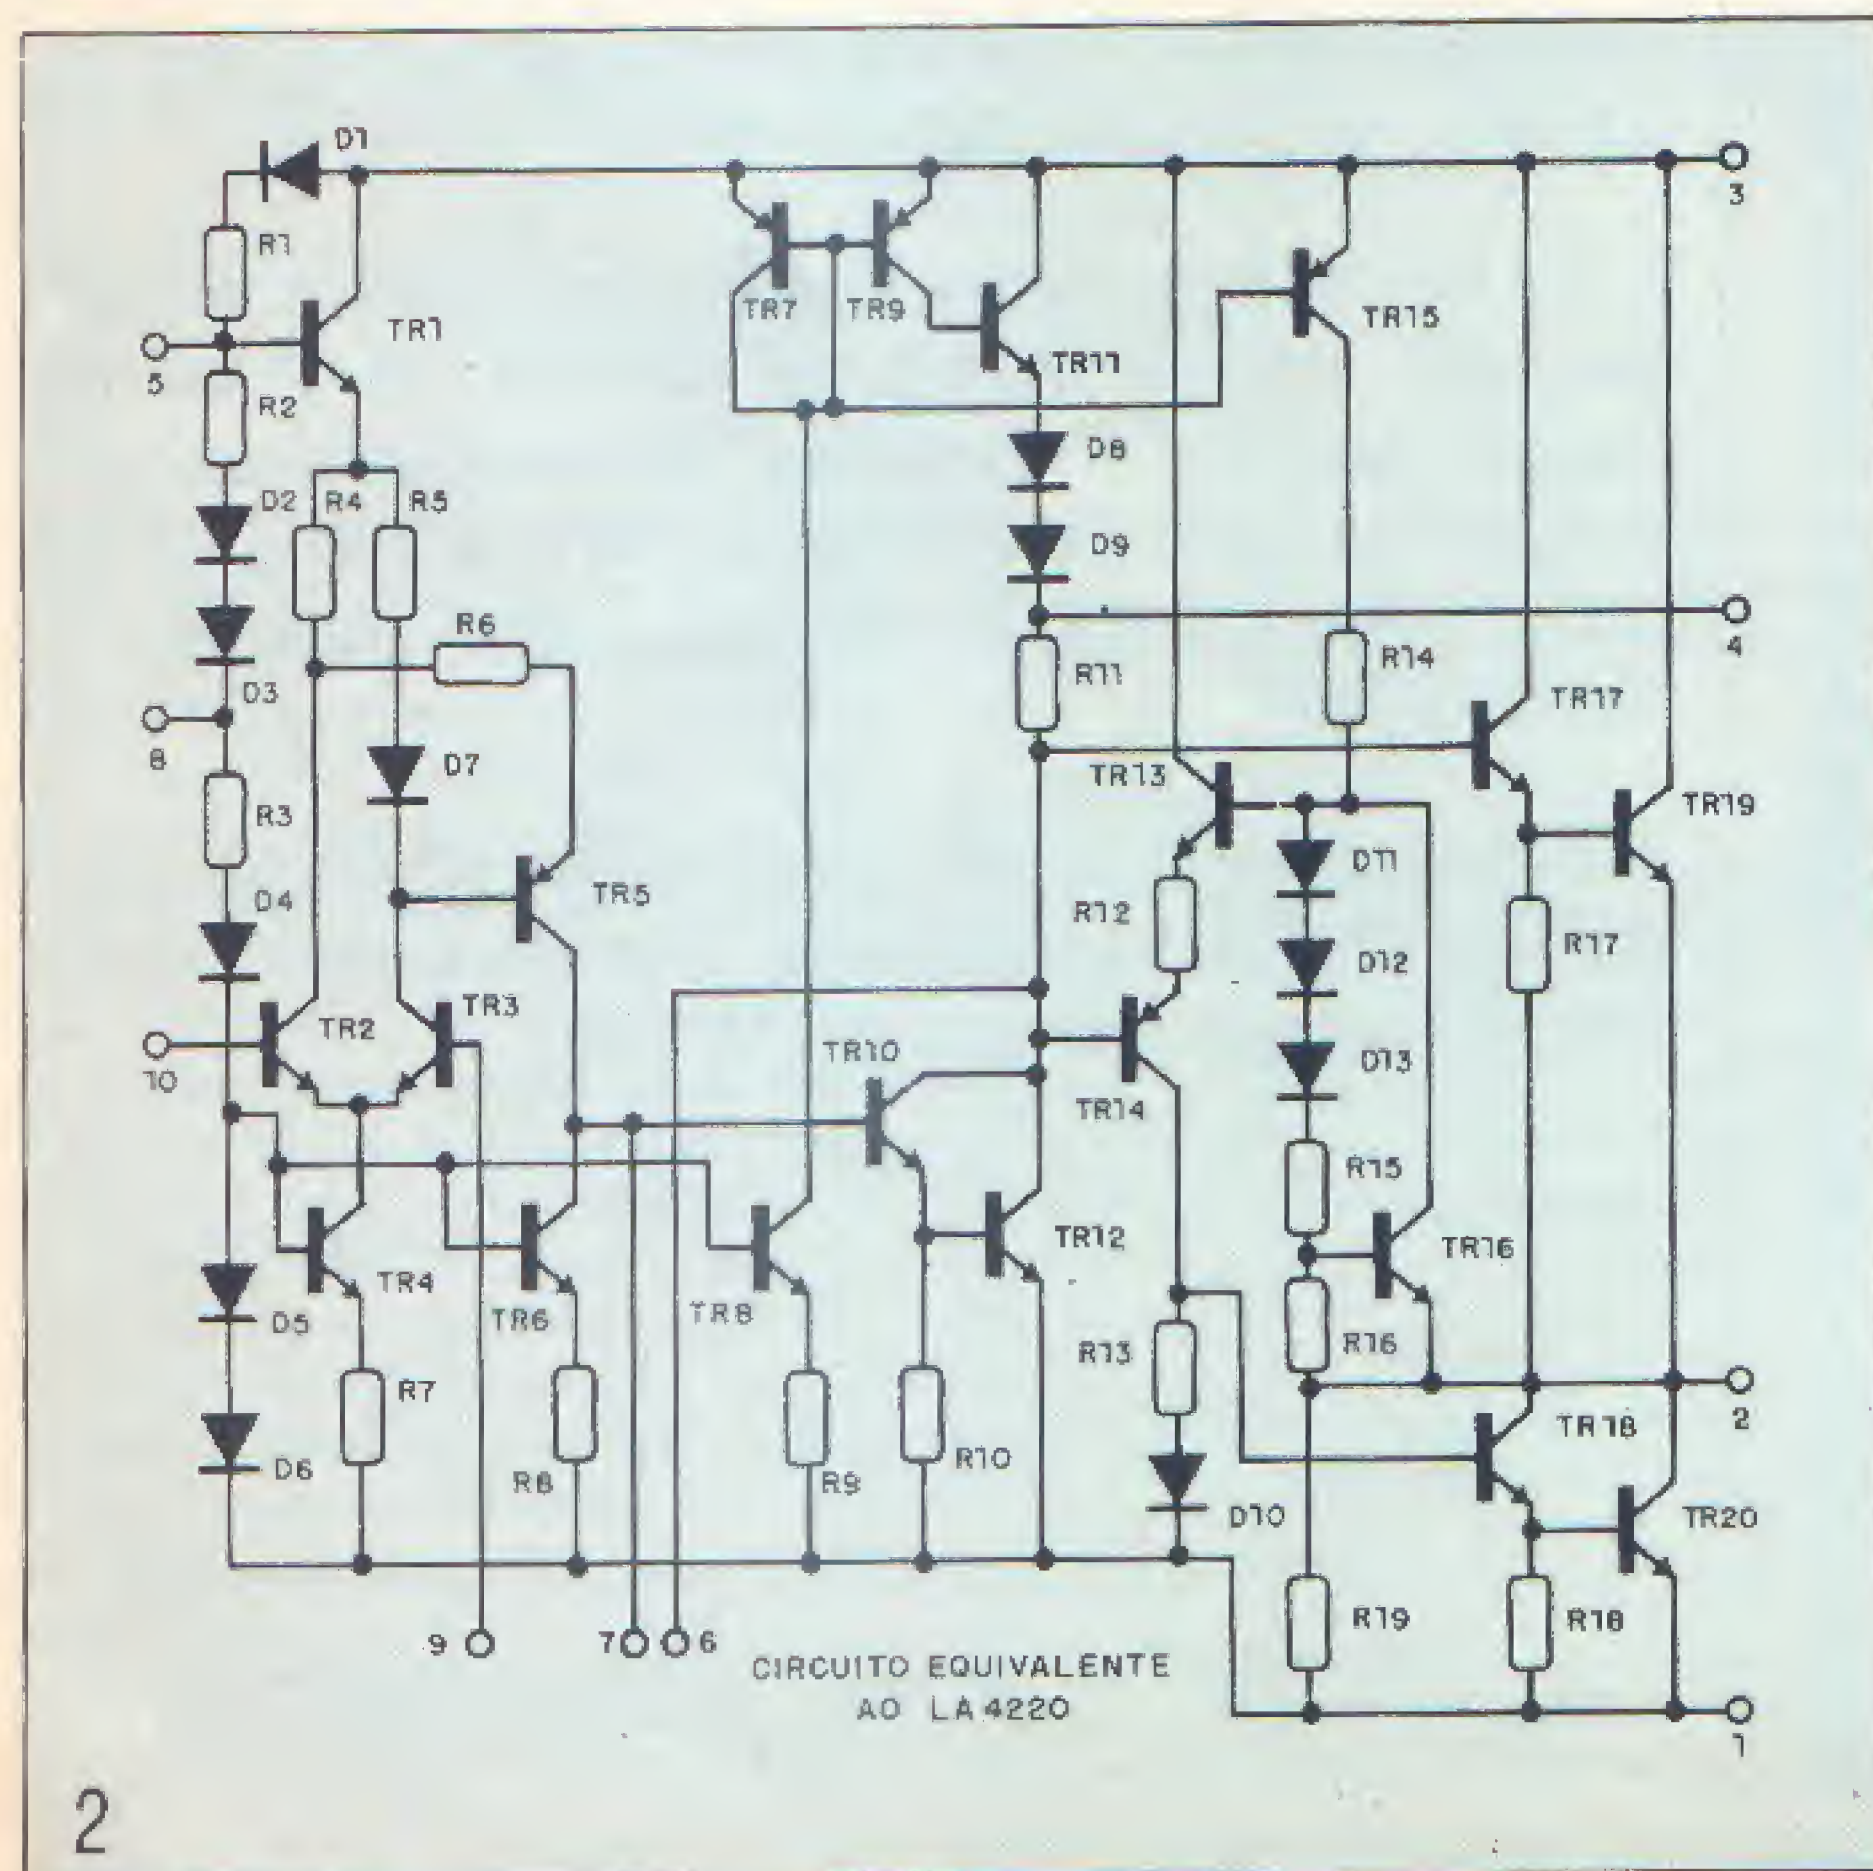 D1
3
R1
TR7
TR9
TR1
TR15
TR11
5
R2
D8
D2
R4
R5
D9
R6
4
D3
R11
R14
8
D7
TR17
TR13
R3
TR19
D11
D4
TR5
R12
R17
D12
TR3
TR2
TR10
D13
10
TR14
R15
TR12
TR16
TR4
TR6
TR8
D5
R13
R16
R7
2
TR18
D6
R8
R9
R10
D10
TR20
R19
R18
9
7
6
CIRCUITO EQUIVALENTE
AO LA4220
1
2